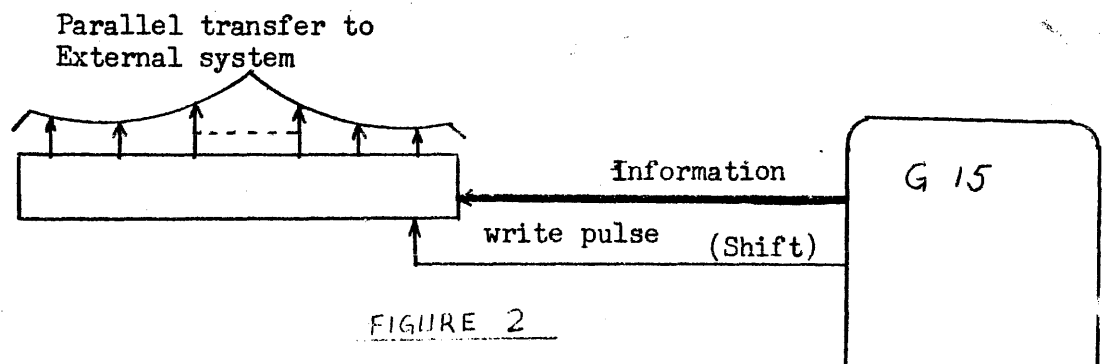 Parallel transfer to
External system
Information
G 15
write pulse
(Shift)
FIGURE 2